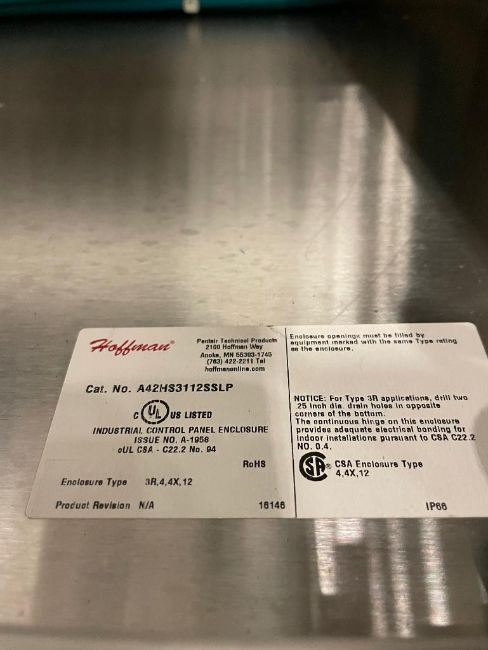 Hoffman®
Pentair Technical Products
2100 Hoffman Way
Anoka, MN 55303-1745
(763) 422-2211 Tel
hoffmanonline.com
Cat. No. A42HS3112SSLP
C UL US LISTED
INDUSTRIAL CONTROL PANEL ENCLOSURE
ISSUE NO. A-1958
cUL CSA - C22.2 No. 94
RoHS
Enclosure Type 3R,4,4X,12
Product Revision N/A
16146
Enclosure openings must be filled by
equipment marked with the same Type rating
as the enclosure.
NOTICE: For Type 3R applications, drill two
.25 inch dia. drain holes in opposite
corners of the bottom.
The continuous hinge on this enclosure
provides adequate electrical bonding for
indoor installations pursuant to CSA C22.2
NO. 0.4.
SA® CSA Enclosure Type
4,4X,12
IP66